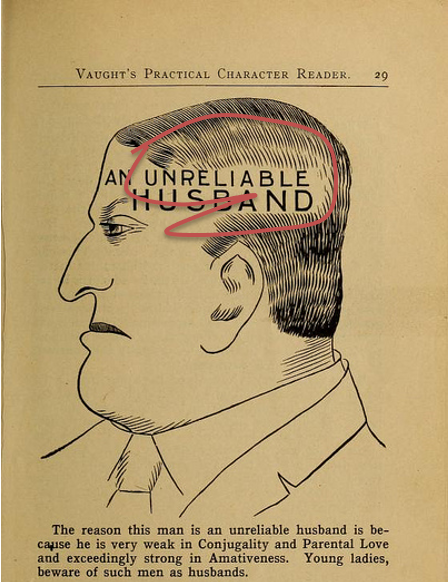 VAUGHT'S PRACTICAL CHARACTER READER. 29
AN UNRELIABLE
HUSBAND
The reason this man is an unreliable husband is be-
cause he is very weak in Conjugality and Parental Love
and exceedingly strong in Amativeness. Young ladies,
beware of such men as husbands.